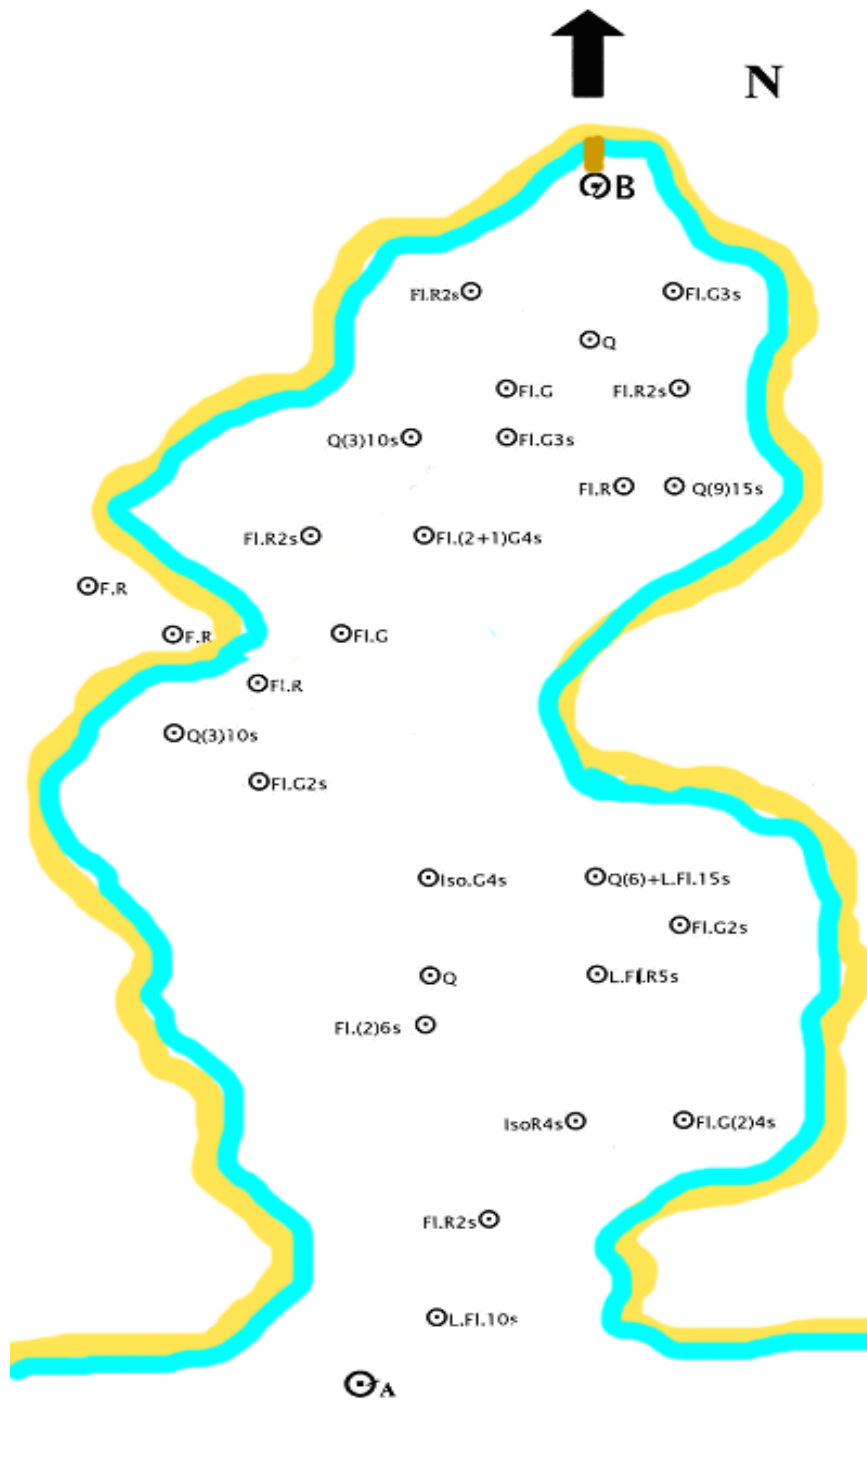 N
B
Fl.R2s
Fl.G3s
Q
Fl.G
Fl.R2s
Q(3)10s
Fl.G3s
Fl.R
Q(9)15s
Fl.R2s
Fl.(2+1)G4s
F.R
F.R
Fl.G
Fl.R
Q(3)10s
Fl.G2s
Iso.G4s
Q(6)+L.Fl.15s
Fl.G2s
Q
L.Fl.R5s
Fl.(2)6s
IsoR4s
Fl.G(2)4s
Fl.R2s
L.Fl.10s
A